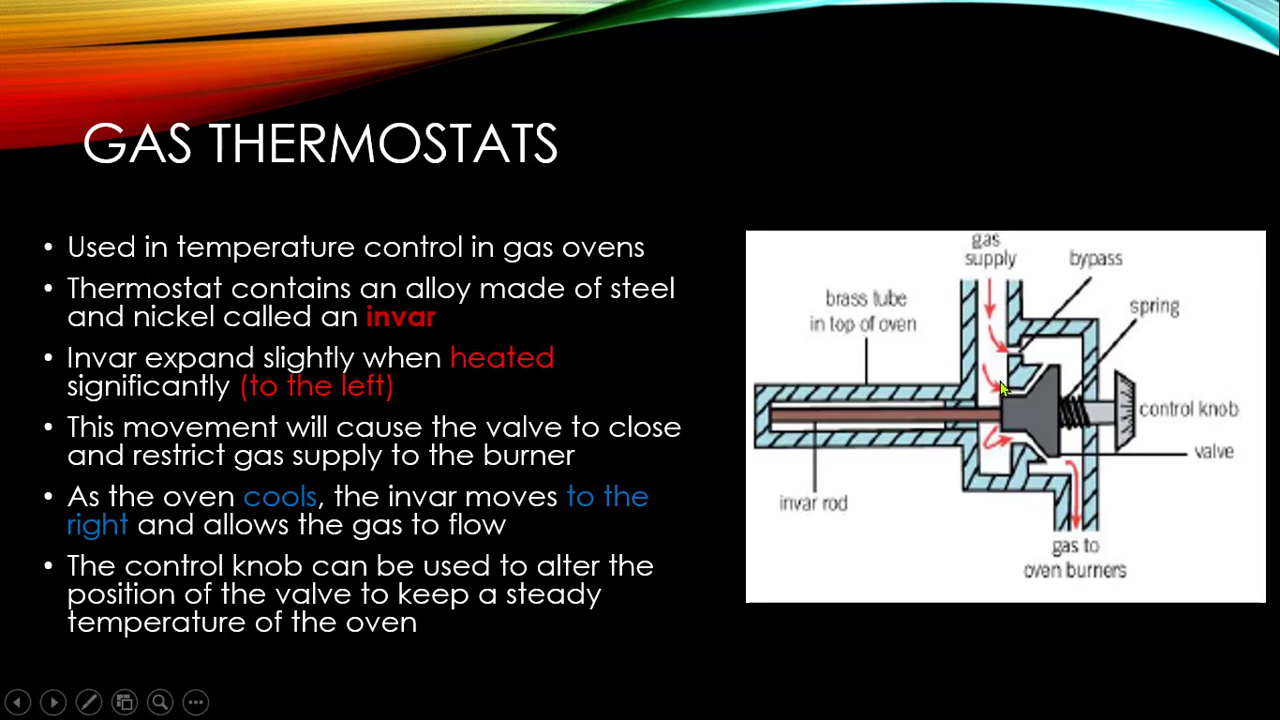 GAS THERMOSTATS
• Used in temperature control in gas ovens
• Thermostat contains an alloy made of steel
and nickel called an invar
• Invar expand slightly when heated
significantly (to the left)
• This movement will cause the valve to close
and restrict gas supply to the burner
• As the oven cools, the invar moves to the
right and allows the gas to flow
• The control knob can be used to alter the
position of the valve to keep a steady
temperature of the oven
gas
supply
bypass
brass tube
in top of oven
spring
control knob
valve
invar rod
gas to
oven burners